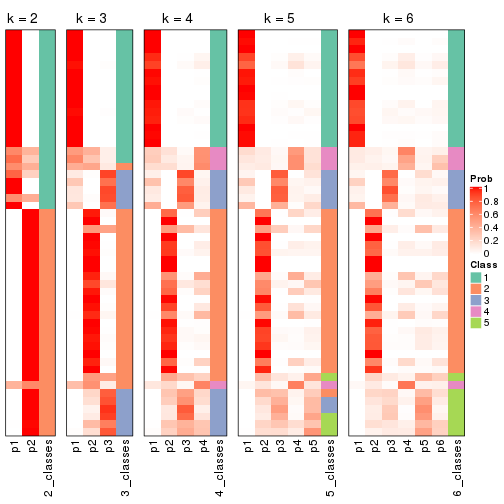 k = 2 k = 3 k = 4 k = 5 k = 6
Prob
1
0.8
0.6
0.4
0.2
0
Class
1
2
3
4
5
p1 p2 2_classes p1 p2 p3 3_classes p1 p2 p3 p4 4_classes p1 p2 p3 p4 p5 5_classes p1 p2 p3 p4 p5 p6 6_classes